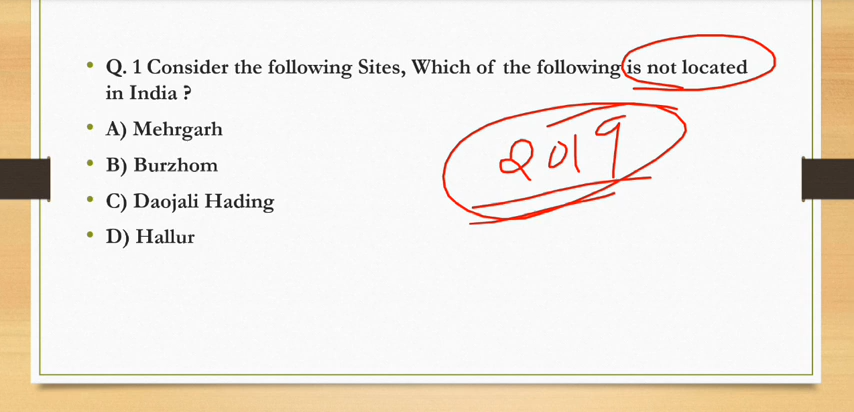 • Q. 1 Consider the following Sites, Which of the following is not located
in India ?
• A) Mehrgarh
• B) Burzhom
• C) Daojali Hading
• D) Hallur
2019